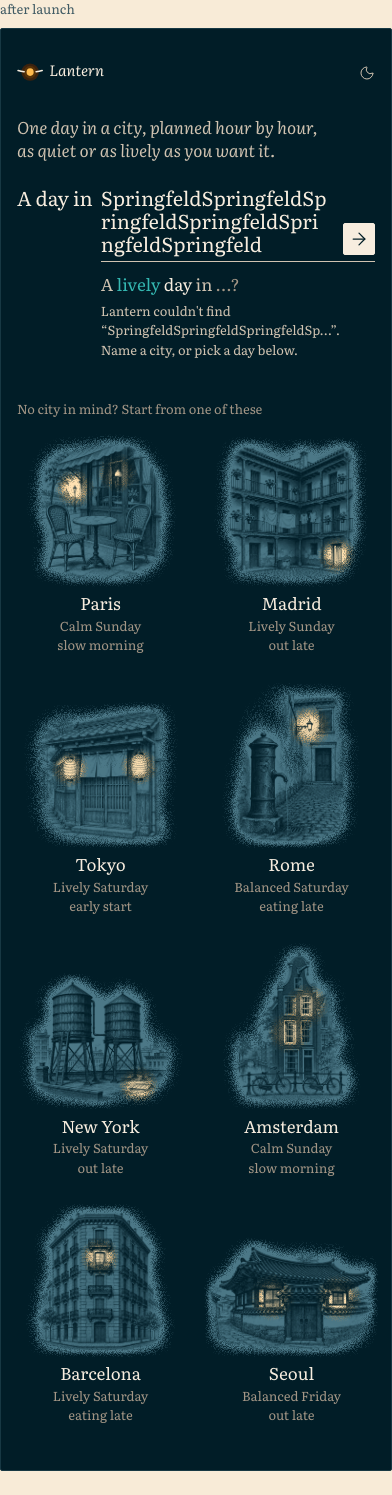 after launch
Lantern
One day in a city, planned hour by hour,
as quiet or as lively as you want it.
A day in SpringfeldSpringfeldSp
ringfeldSpringfeldSpri
ngfeldSpringfeld
A lively day in …?
Lantern couldn't find
“SpringfeldSpringfeldSpringfeldSp…”.
Name a city, or pick a day below.
No city in mind? Start from one of these
Paris
Calm Sunday
slow morning
Madrid
Lively Sunday
out late
Tokyo
Lively Saturday
early start
Rome
Balanced Saturday
eating late
New York
Lively Saturday
out late
Amsterdam
Calm Sunday
slow morning
Barcelona
Lively Saturday
eating late
Seoul
Balanced Friday
out late